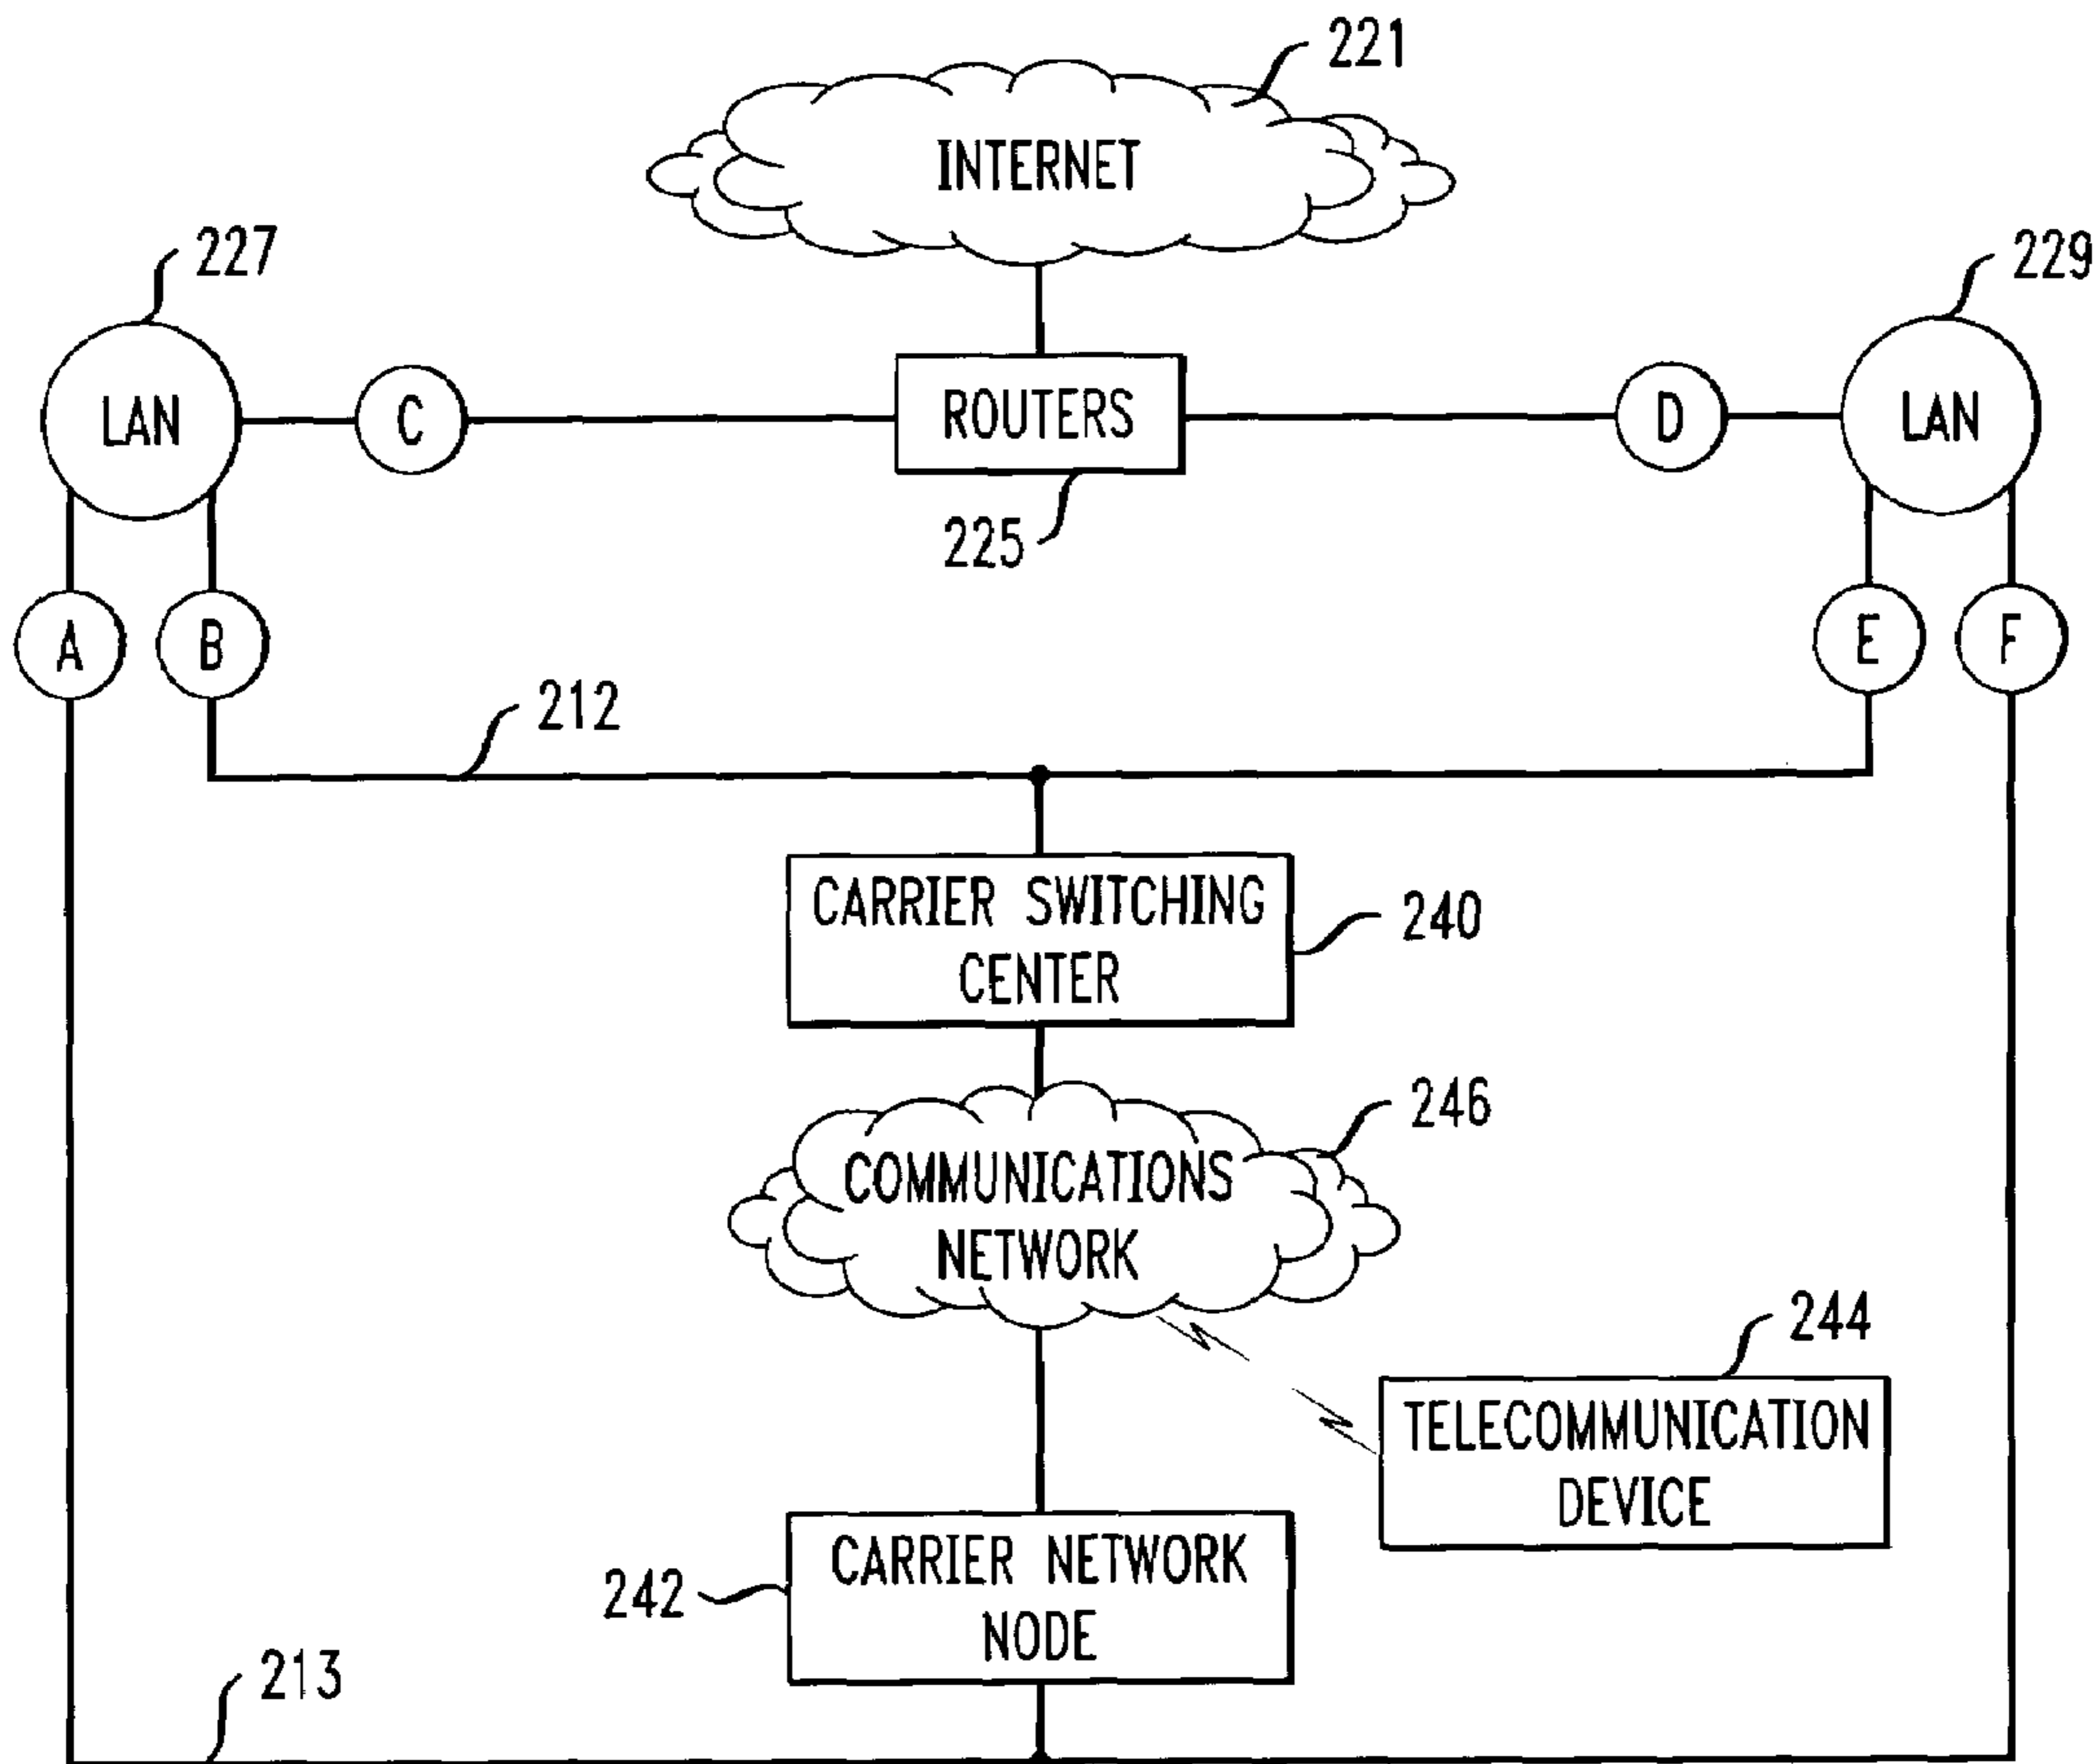 221
INTERNET
227
229
LAN
C
ROUTERS
D
LAN
225
A
B
E
F
212
CARRIER SWITCHING
CENTER
240
246
COMMUNICATIONS
NETWORK
244
TELECOMMUNICATION
DEVICE
CARRIER NETWORK
NODE
242
213